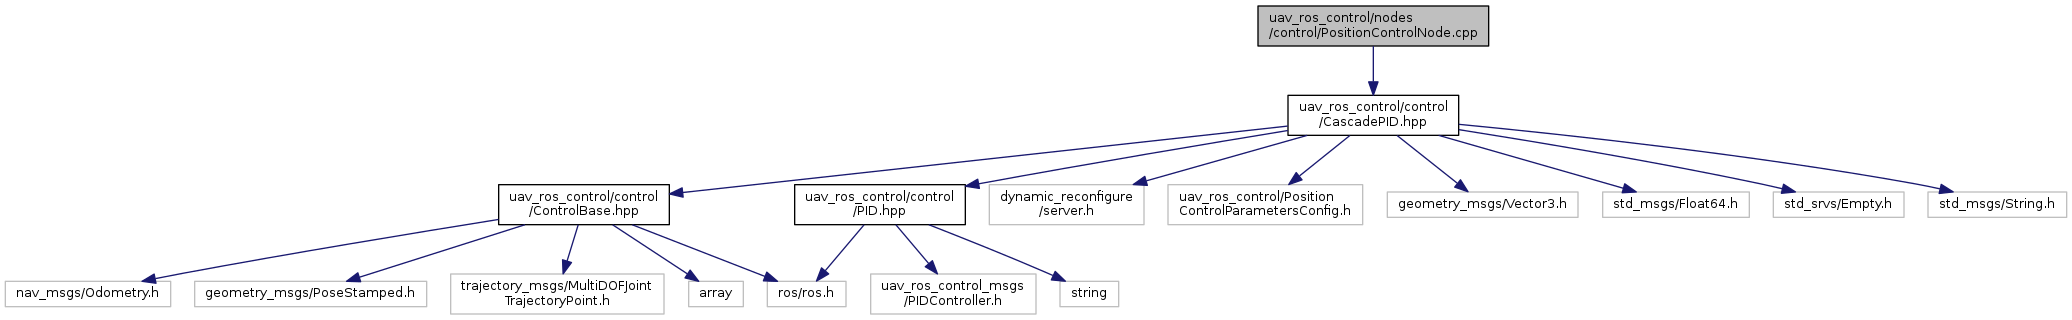 uav_ros_control/nodes
/control/PositionControlNode.cpp
uav_ros_control/control
/CascadePID.hpp
uav_ros_control/control
/ControlBase.hpp
uav_ros_control/control
/PID.hpp
dynamic_reconfigure
/server.h
uav_ros_control/Position
ControlParametersConfig.h
geometry_msgs/Vector3.h
std_msgs/Float64.h
std_srvs/Empty.h
std_msgs/String.h
nav_msgs/Odometry.h
geometry_msgs/PoseStamped.h
trajectory_msgs/MultiDOFJoint
TrajectoryPoint.h
array
ros/ros.h
uav_ros_control_msgs
/PIDController.h
string